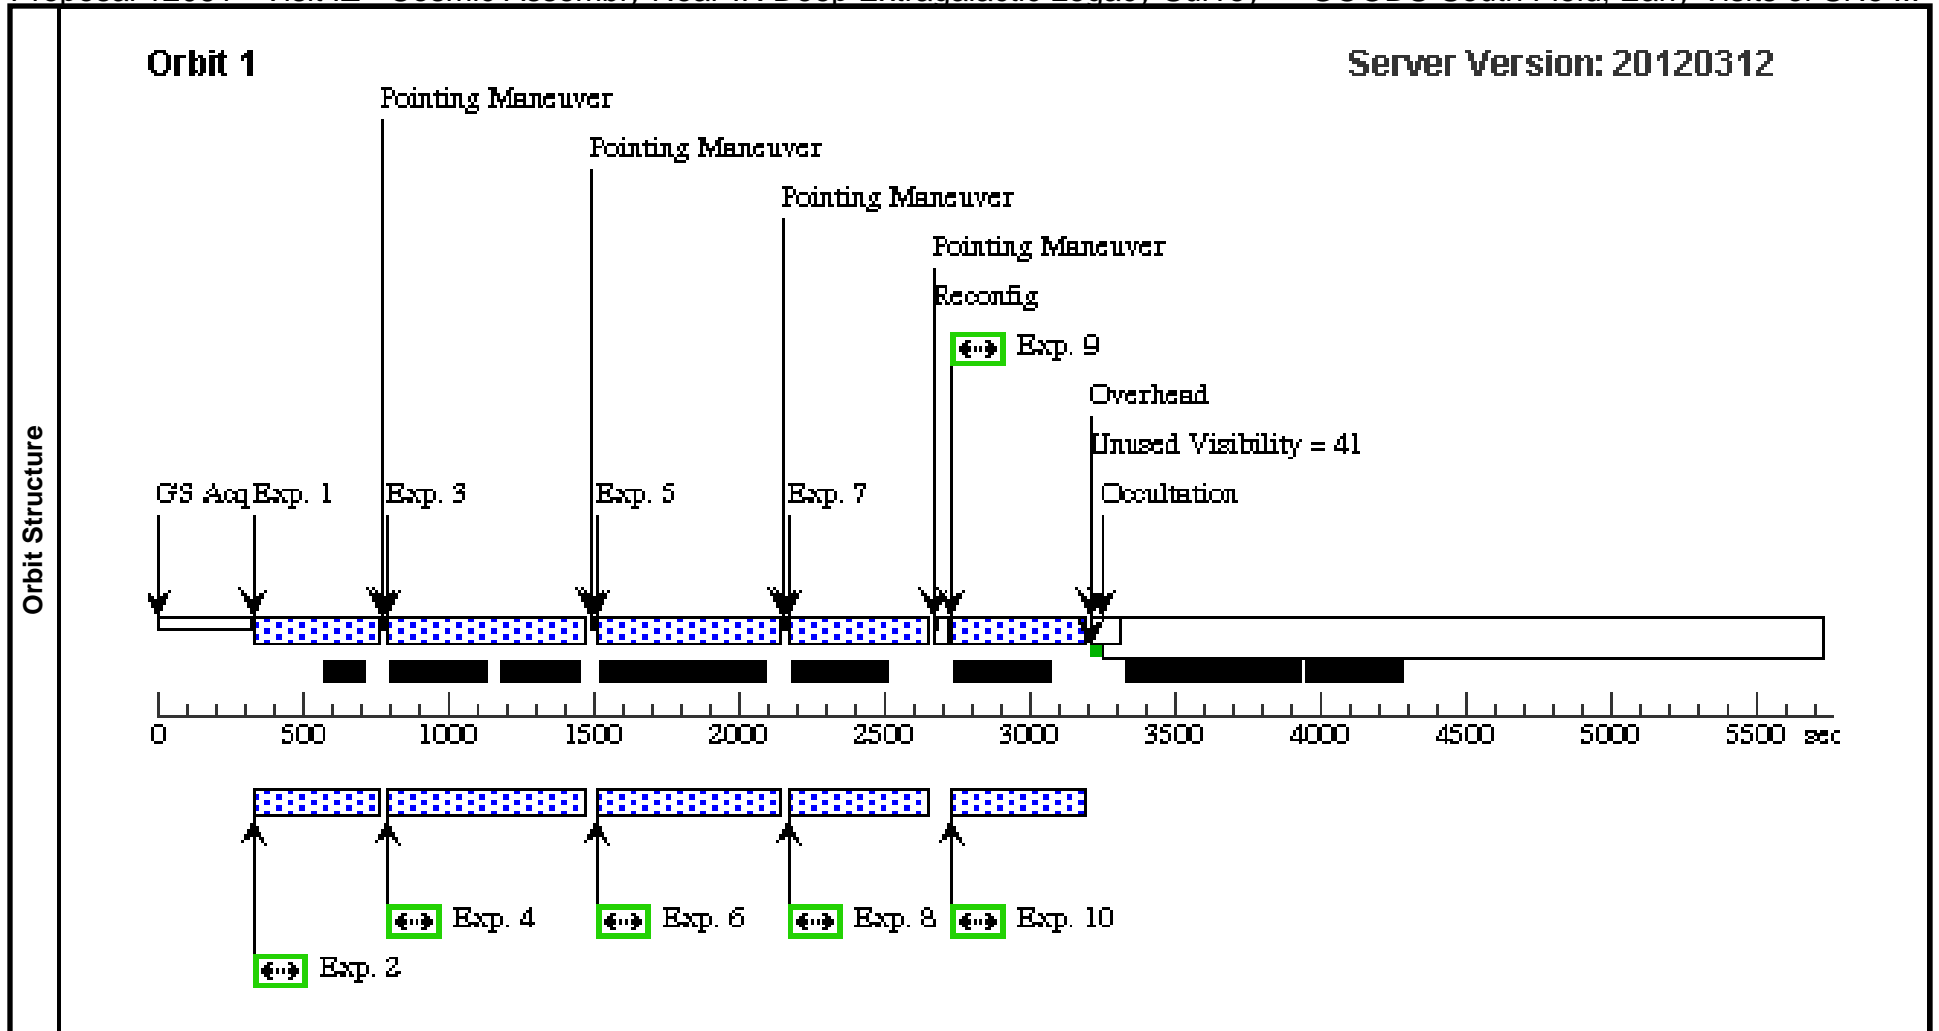 Orbit 1
Server Version: 20120312
Pointing Maneuver
Pointing Maneuver
Pointing Maneuver
Pointing Maneuver
Reconfig
Exp. 9
Overhead
Unused Visibility = 41
GS Acq Exp. 1 Exp. 3 Exp. 5 Exp. 7 Occultation
Orbit Structure
0 500 1000 1500 2000 2500 3000 3500 4000 4500 5000 5500 sec
Exp. 4 Exp. 6 Exp. 8 Exp. 10
Exp. 2